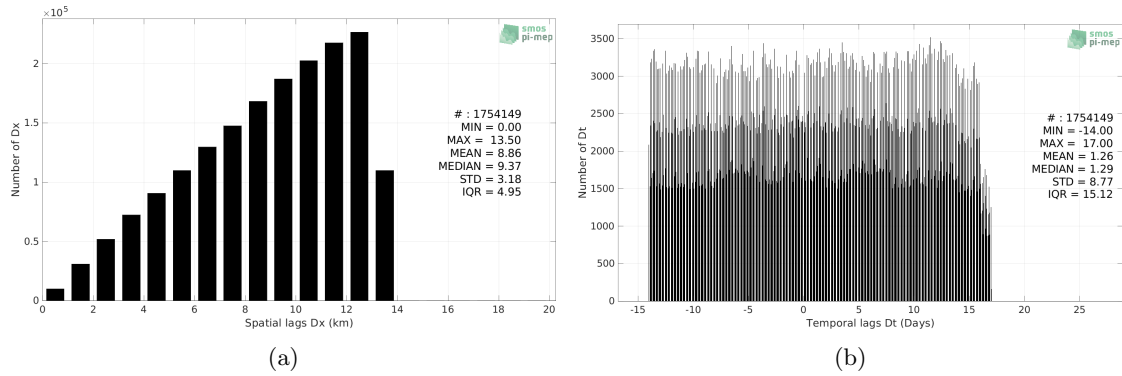 ×10⁵
2
1.5
1
0.5
0
Number of Dx
0 2 4 6 8 10 12 14 16 18 20
Spatial lags Dx (km)
smos
pi-mep
# : 1754149
MIN = 0.00
MAX = 13.50
MEAN = 8.86
MEDIAN = 9.37
STD = 3.18
IQR = 4.95
(a)
3500
3000
2500
2000
1500
1000
500
0
Number of Dt
-15 -10 -5 0 5 10 15 20 25
Temporal lags Dt (Days)
smos
pi-mep
# : 1754149
MIN = -14.00
MAX = 17.00
MEAN = 1.26
MEDIAN = 1.29
STD = 8.77
IQR = 15.12
(b)